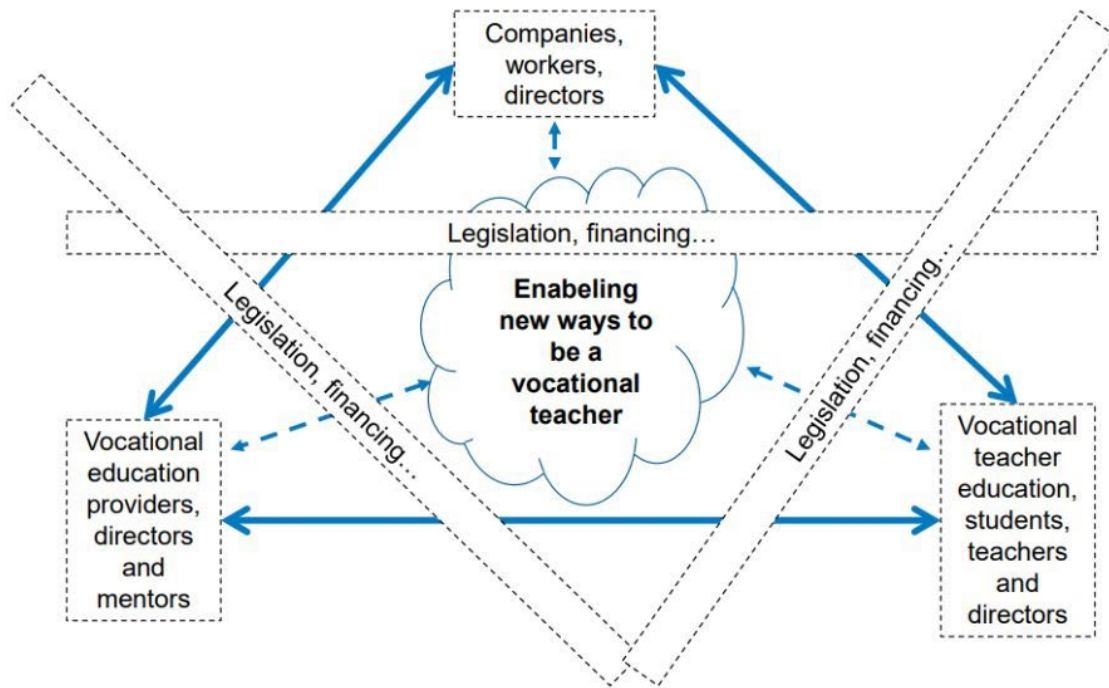 Companies,
workers,
directors
Legislation, financing…
Legislation, financing…
Legislation, financing…
Enabeling
new ways to
be a
vocational
teacher
Vocational
education
providers,
directors
and
mentors
Vocational
teacher
education,
students,
teachers
and
directors